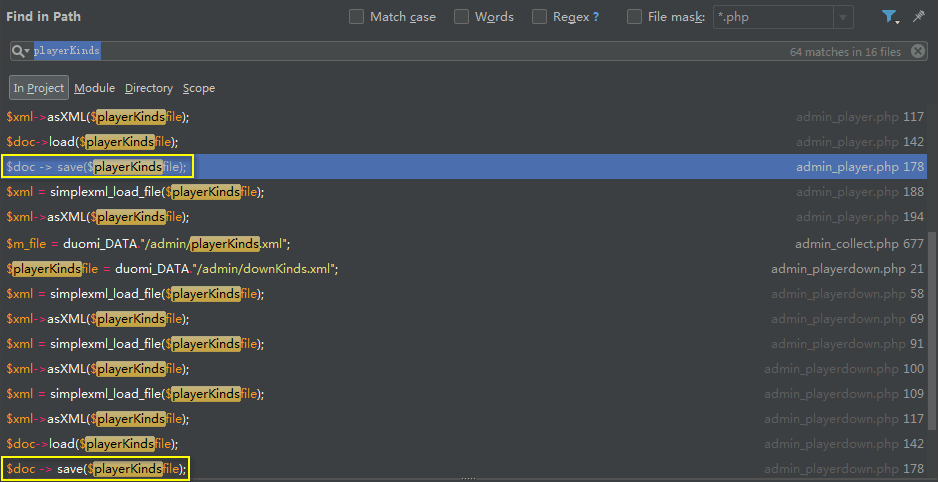 Find in Path Match case Words Regex ? File mask: *.php
playerKinds 64 matches in 16 files
In Project Module Directory Scope
$xml->asXML($playerKindsfile); admin_player.php 117
$doc->load($playerKindsfile); admin_player.php 142
$doc -> save($playerKindsfile); admin_player.php 178
$xml = simplexml_load_file($playerKindsfile); admin_player.php 188
$xml->asXML($playerKindsfile); admin_player.php 194
$m_file = duomi_DATA."/admin/playerKinds.xml"; admin_collect.php 677
$playerKindsfile = duomi_DATA."/admin/downKinds.xml"; admin_playerdown.php 21
$xml = simplexml_load_file($playerKindsfile); admin_playerdown.php 58
$xml->asXML($playerKindsfile); admin_playerdown.php 69
$xml = simplexml_load_file($playerKindsfile); admin_playerdown.php 91
$xml->asXML($playerKindsfile); admin_playerdown.php 100
$xml = simplexml_load_file($playerKindsfile); admin_playerdown.php 109
$xml->asXML($playerKindsfile); admin_playerdown.php 117
$doc->load($playerKindsfile); admin_playerdown.php 142
$doc -> save($playerKindsfile); admin_playerdown.php 178